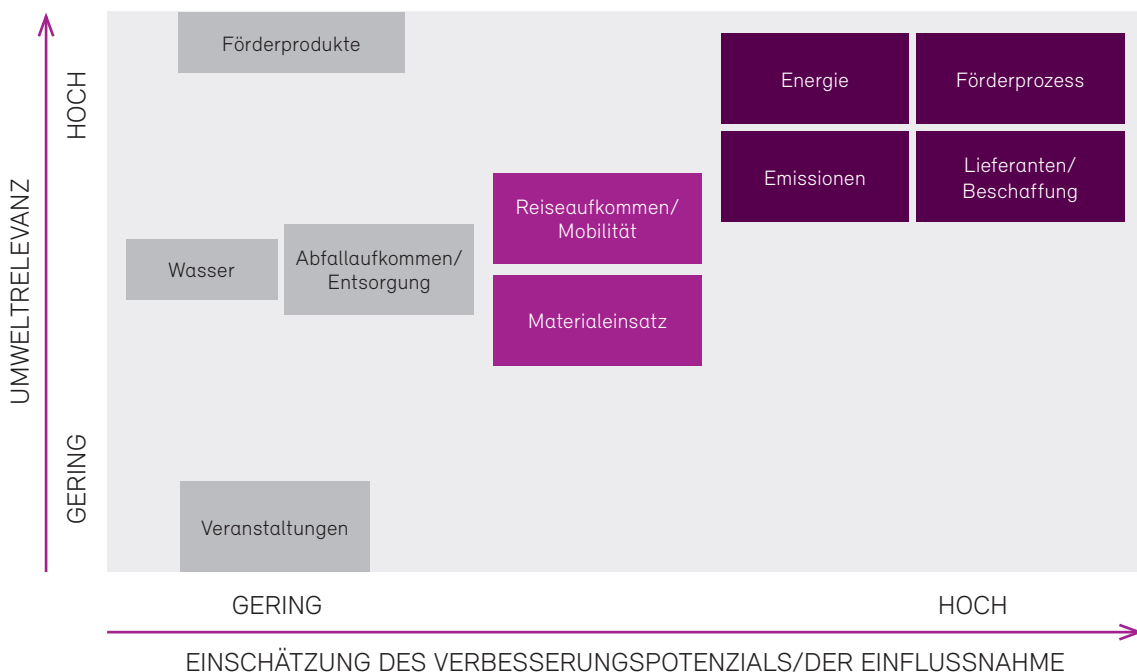 Förderprodukte
Energie
Förderprozess
Emissionen
Lieferanten/
Beschaffung
Reiseaufkommen/
Mobilität
Wasser
Abfallaufkommen/
Entsorgung
Materialeinsatz
Veranstaltungen
UMWELTRELEVANZ
HOCH
GERING
GERING
HOCH
EINSCHÄTZUNG DES VERBESSERUNGSPOTENZIALS/DER EINFLUSSNAHME